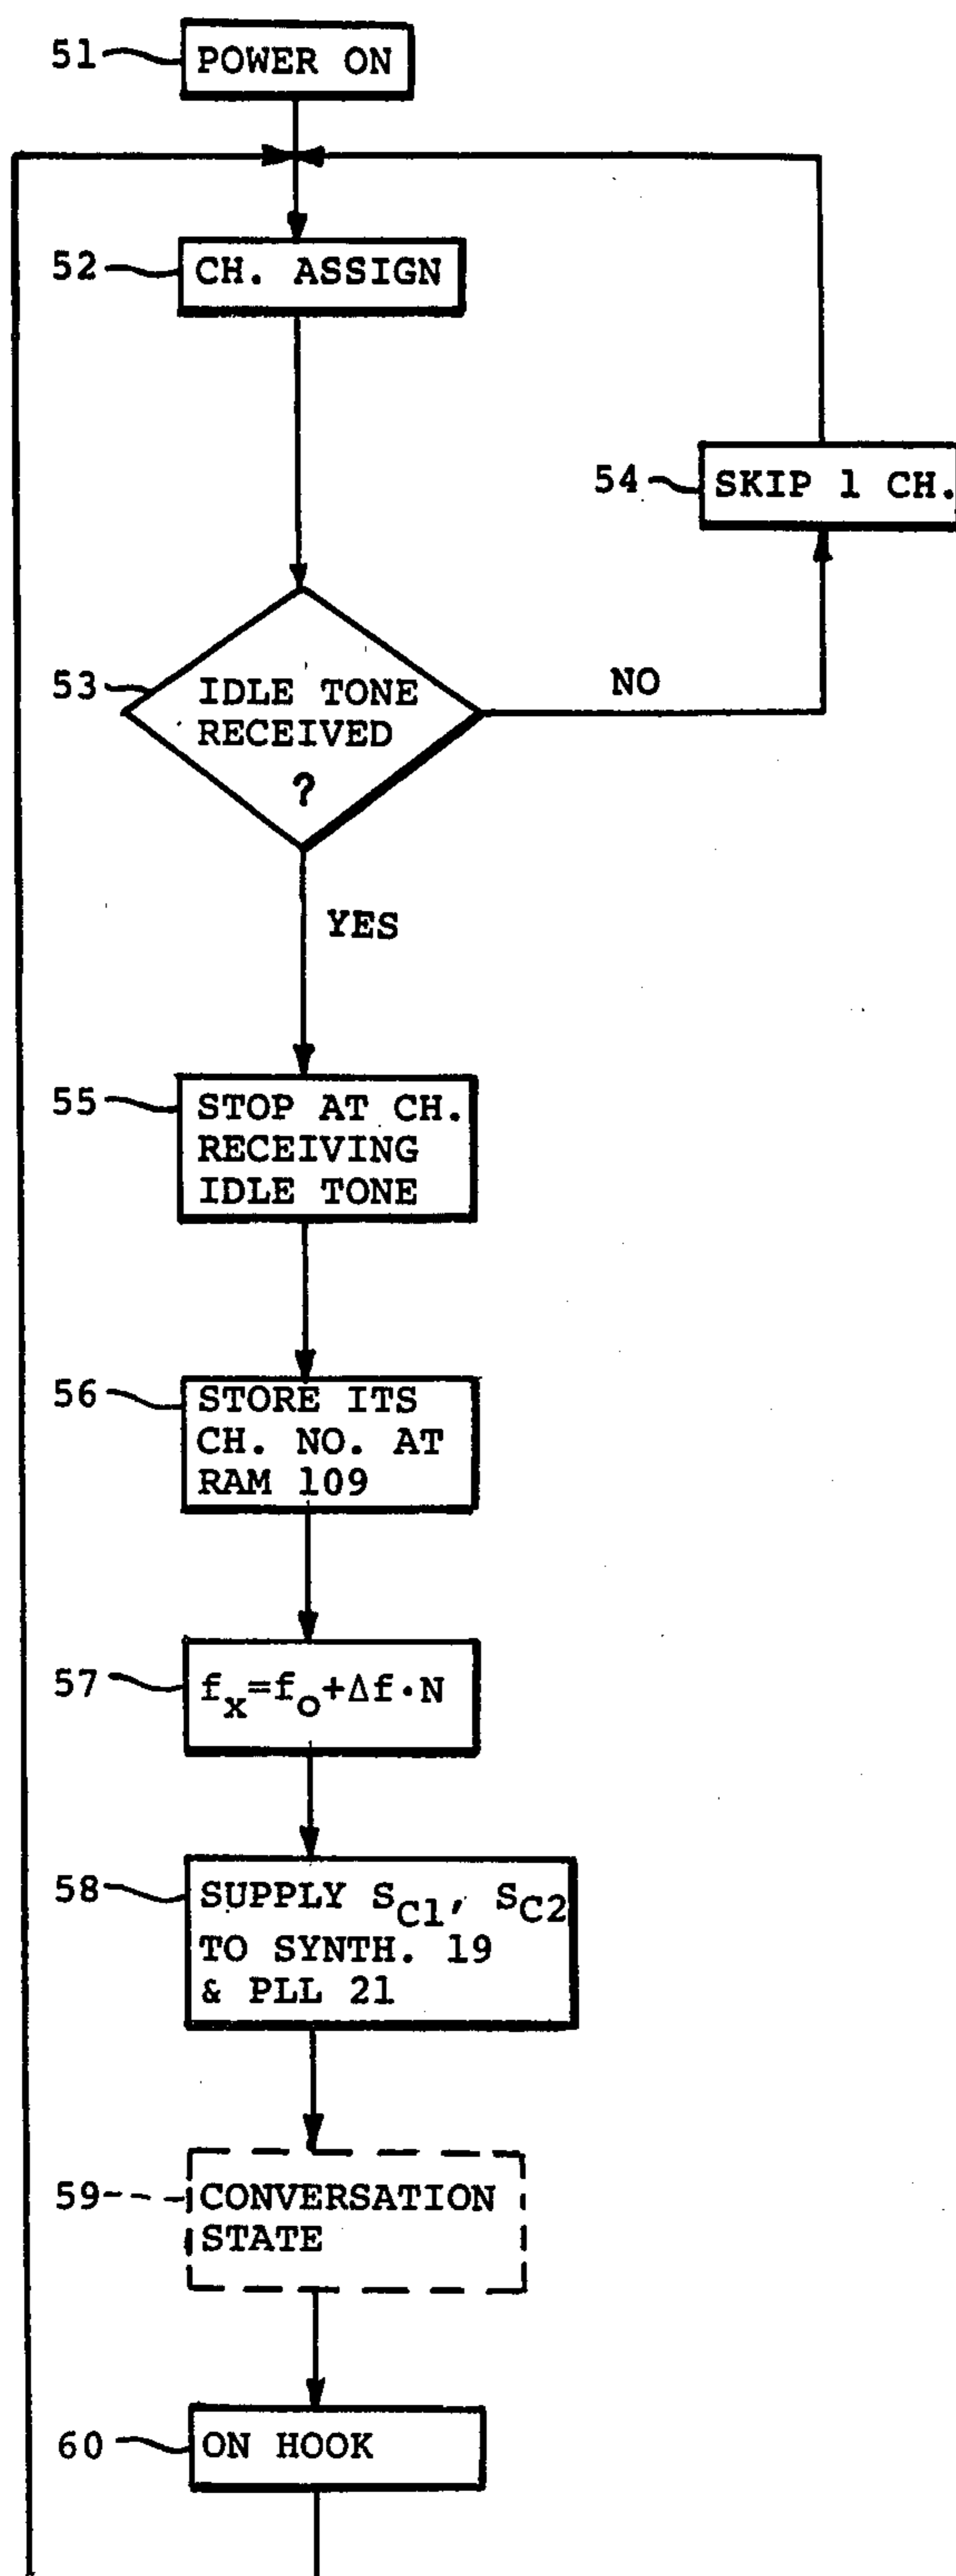 51
POWER ON
52
CH. ASSIGN
54
SKIP 1 CH.
53
IDLE TONE
RECEIVED
?
NO
YES
55
STOP AT CH.
RECEIVING
IDLE TONE
56
STORE ITS
CH. NO. AT
RAM 109
57
fx=fo+Δf·N
58
SUPPLY SC1, SC2
TO SYNTH. 19
& PLL 21
59
CONVERSATION
STATE
60
ON HOOK